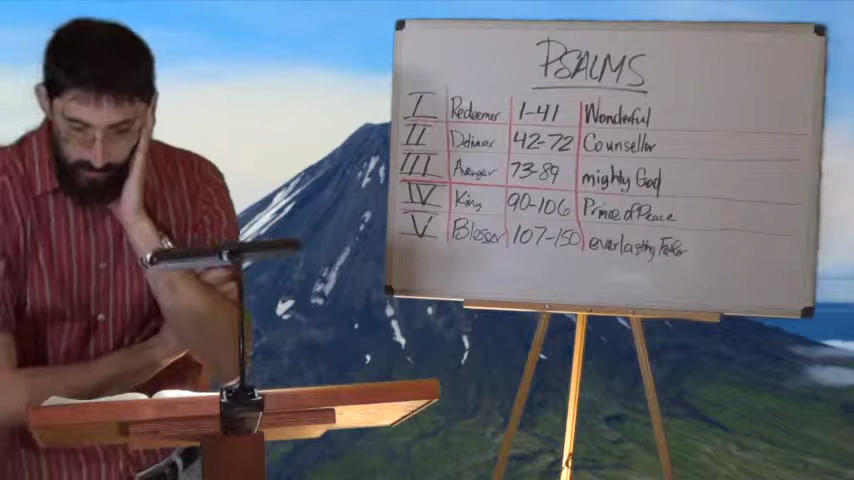 PSALMS
I Redeemer 1-41 Wonderful
II Deliverer 42-72 Counsellor
III Avenger 73-89 mighty God
IV King 90-106 Prince of Peace
V Blesser 107-150 everlasting Father